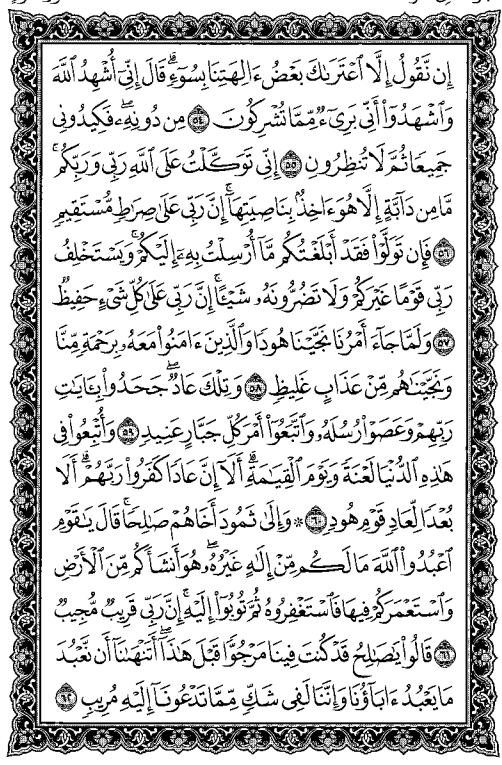 إِن نَّقُولُ إِلَّا ٱعْتَرَىٰكَ بَعْضُ ءَالِهَتِنَا بِسُوٓءٍۗ قَالَ إِنِّىٓ أُشْهِدُ ٱللَّهَ
وَٱشْهَدُوٓا۟ أَنِّى بَرِىٓءٌ مِّمَّا تُشْرِكُونَ ٥٤ مِن دُونِهِۦۖ فَكِيدُونِى
جَمِيعًا ثُمَّ لَا تُنظِرُونِ ٥٥ إِنِّى تَوَكَّلْتُ عَلَى ٱللَّهِ رَبِّى وَرَبِّكُمۚ
مَّا مِن دَآبَّةٍ إِلَّا هُوَ ءَاخِذٌۢ بِنَاصِيَتِهَآۚ إِنَّ رَبِّى عَلَىٰ صِرَٰطٍ مُّسْتَقِيمٍ
٥٦ فَإِن تَوَلَّوْا۟ فَقَدْ أَبْلَغْتُكُم مَّآ أُرْسِلْتُ بِهِۦٓ إِلَيْكُمْۚ وَيَسْتَخْلِفُ
رَبِّى قَوْمًا غَيْرَكُمْ وَلَا تَضُرُّونَهُۥ شَيْـًٔاۚ إِنَّ رَبِّى عَلَىٰ كُلِّ شَىْءٍ حَفِيظٌ
٥٧ وَلَمَّا جَآءَ أَمْرُنَا نَجَّيْنَا هُودًا وَٱلَّذِينَ ءَامَنُوا۟ مَعَهُۥ بِرَحْمَةٍ مِّنَّا
وَنَجَّيْنَٰهُم مِّنْ عَذَابٍ غَلِيظٍ ٥٨ وَتِلْكَ عَادٌۖ جَحَدُوا۟ بِـَٔايَٰتِ
رَبِّهِمْ وَعَصَوْا۟ رُسُلَهُۥ وَٱتَّبَعُوٓا۟ أَمْرَ كُلِّ جَبَّارٍ عَنِيدٍ ٥٩ وَأُتْبِعُوا۟ فِى
هَٰذِهِ ٱلدُّنْيَا لَعْنَةً وَيَوْمَ ٱلْقِيَٰمَةِۗ أَلَآ إِنَّ عَادًا كَفَرُوا۟ رَبَّهُمْۗ أَلَا
بُعْدًا لِّعَادٍ قَوْمِ هُودٍ ٦٠ ۞ وَإِلَىٰ ثَمُودَ أَخَاهُمْ صَٰلِحًاۚ قَالَ يَٰقَوْمِ
ٱعْبُدُوا۟ ٱللَّهَ مَا لَكُم مِّنْ إِلَٰهٍ غَيْرُهُۥۖ هُوَ أَنشَأَكُم مِّنَ ٱلْأَرْضِ
وَٱسْتَعْمَرَكُمْ فِيهَا فَٱسْتَغْفِرُوهُ ثُمَّ تُوبُوٓا۟ إِلَيْهِۚ إِنَّ رَبِّى قَرِيبٌ مُّجِيبٌ
٦١ قَالُوا۟ يَٰصَٰلِحُ قَدْ كُنتَ فِينَا مَرْجُوًّا قَبْلَ هَٰذَآۖ أَتَنْهَىٰنَآ أَن نَّعْبُدَ
مَا يَعْبُدُ ءَابَآؤُنَا وَإِنَّنَا لَفِى شَكٍّ مِّمَّا تَدْعُونَآ إِلَيْهِ مُرِيبٍ ٦٢